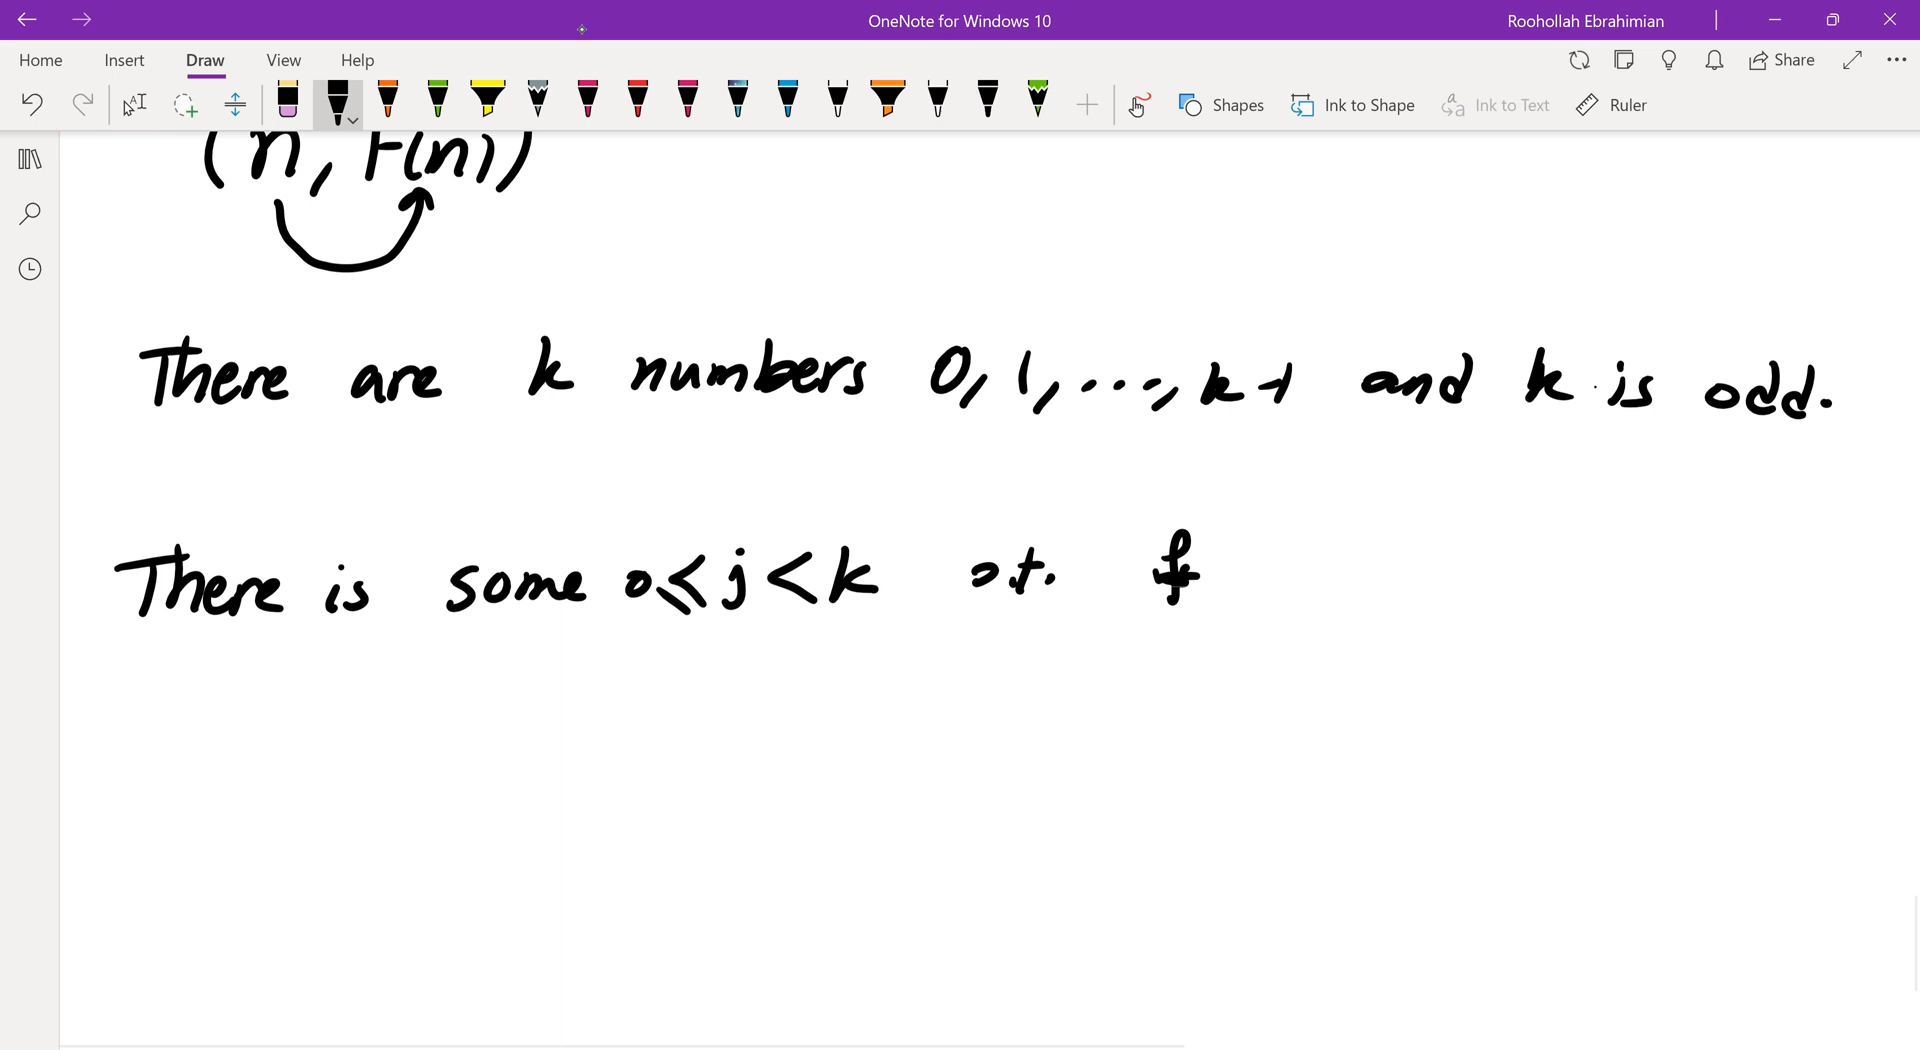 OneNote for Windows 10
Roohollah Ebrahimian
Home Insert Draw View Help
Share
Shapes Ink to Shape Ink to Text Ruler
(n, F(n))
There are k numbers 0, 1, ..., k-1 and k is odd.
There is some 0 ≤ j < k s.t. f